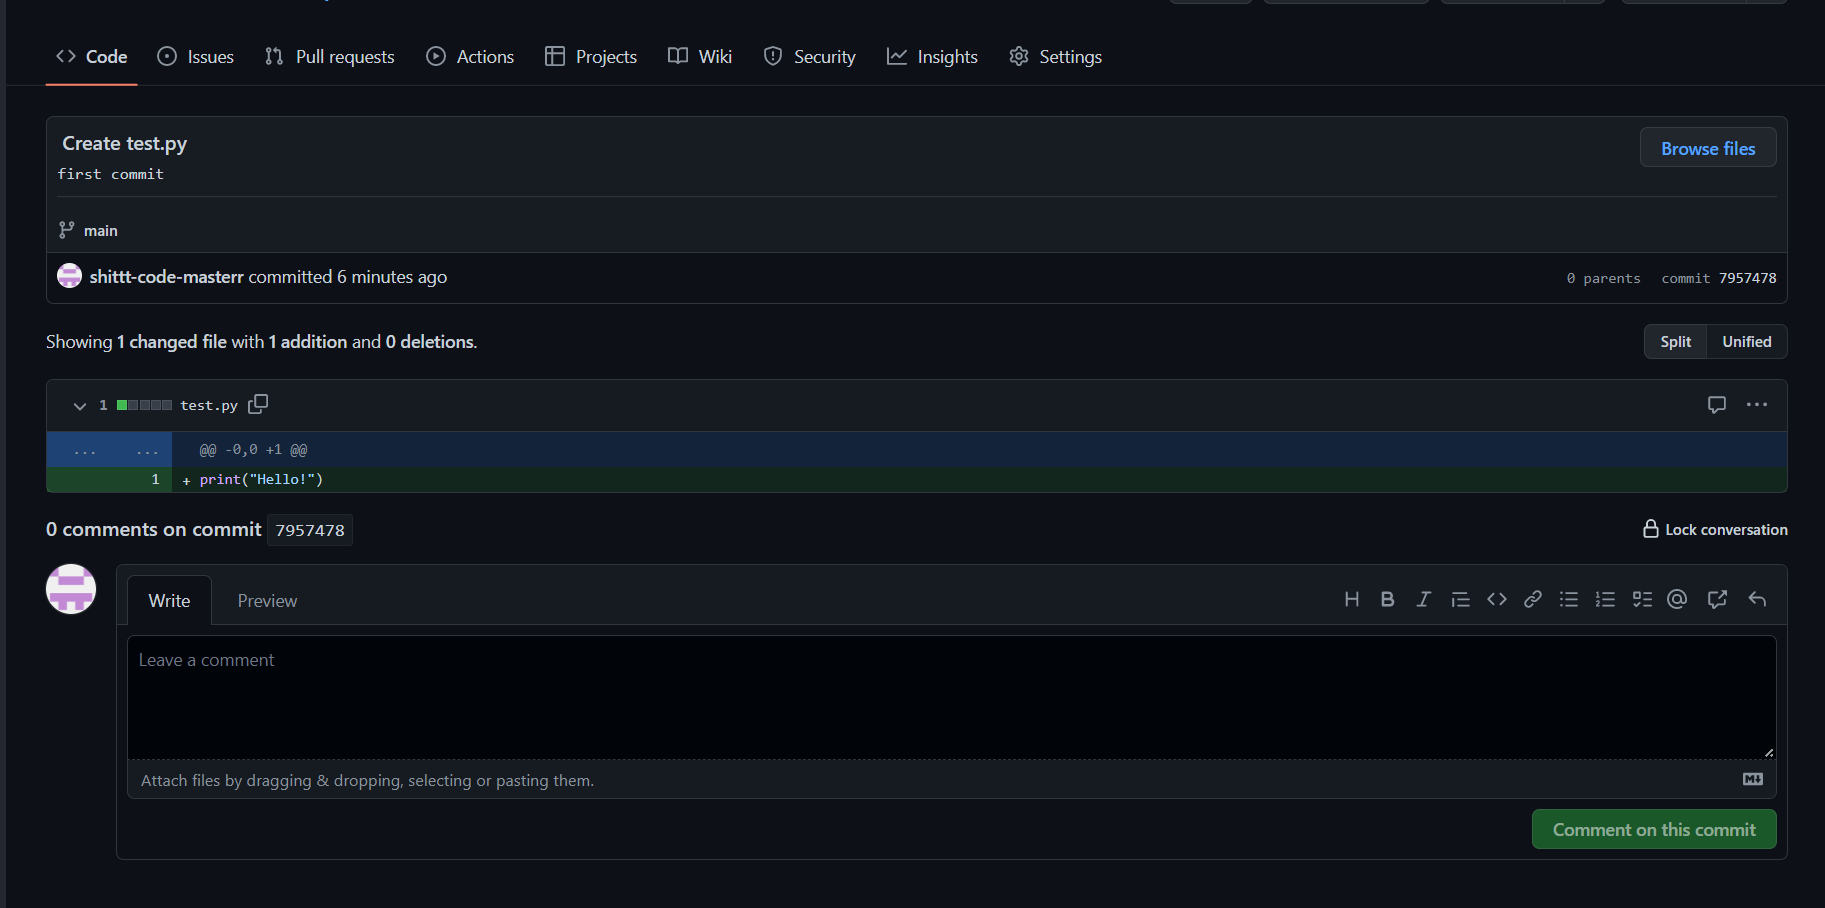 Code Issues Pull requests Actions Projects Wiki Security Insights Settings
Create test.py
Browse files
first commit
main
shittt-code-masterr committed 6 minutes ago
0 parents commit 7957478
Showing 1 changed file with 1 addition and 0 deletions.
Split Unified
1 test.py
... ... @@ -0,0 +1 @@
1 + print("Hello!")
0 comments on commit 7957478
Lock conversation
Write Preview
Leave a comment
Attach files by dragging & dropping, selecting or pasting them.
Comment on this commit